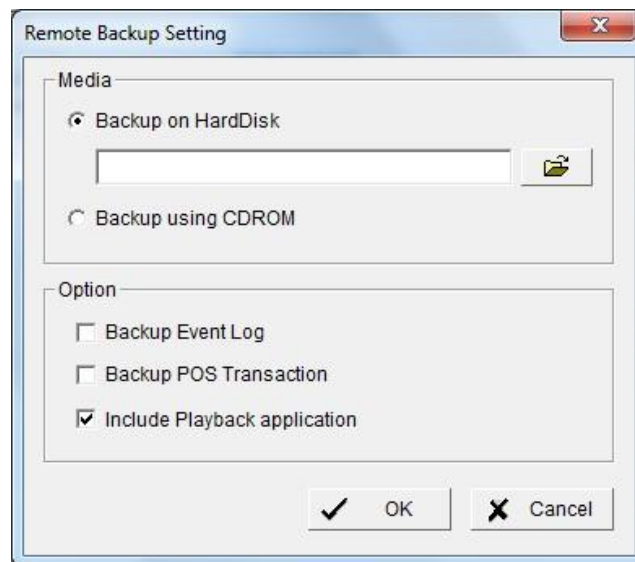 Remote Backup Setting
Media
Backup on HardDisk
Backup using CDROM
Option
Backup Event Log
Backup POS Transaction
Include Playback application
OK
Cancel